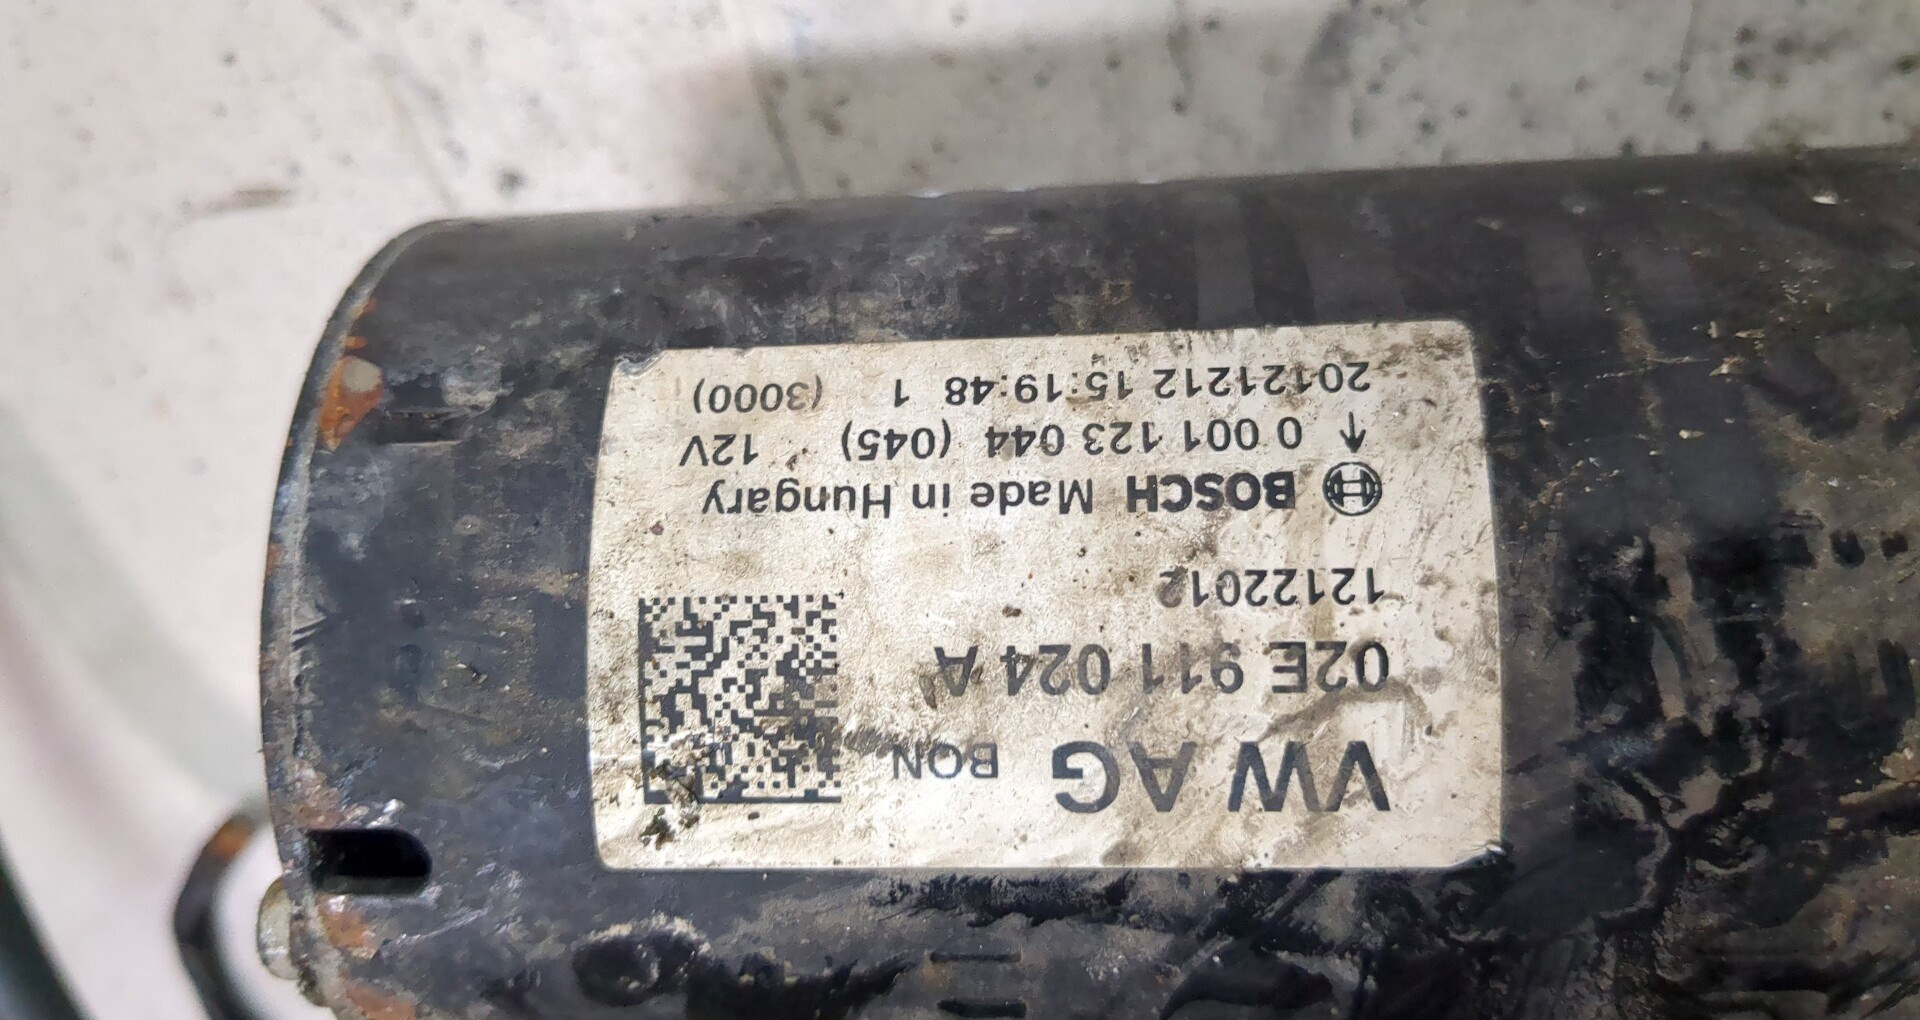 VW AG BON
02E 911 024 A
12122012
BOSCH Made in Hungary
→ 0 001 123 044 (045) 12V
20121212 15:19:48 1 (3000)